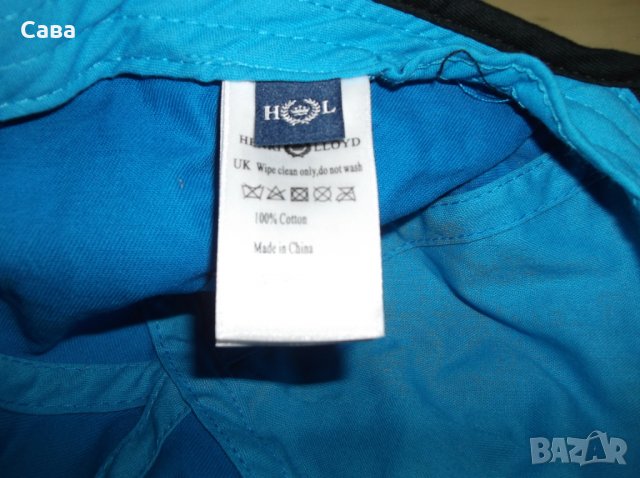 Сава
H L
HENRI LLOYD
UK Wipe clean only,do not wash
100% Cotton
Made in China
BAZAR